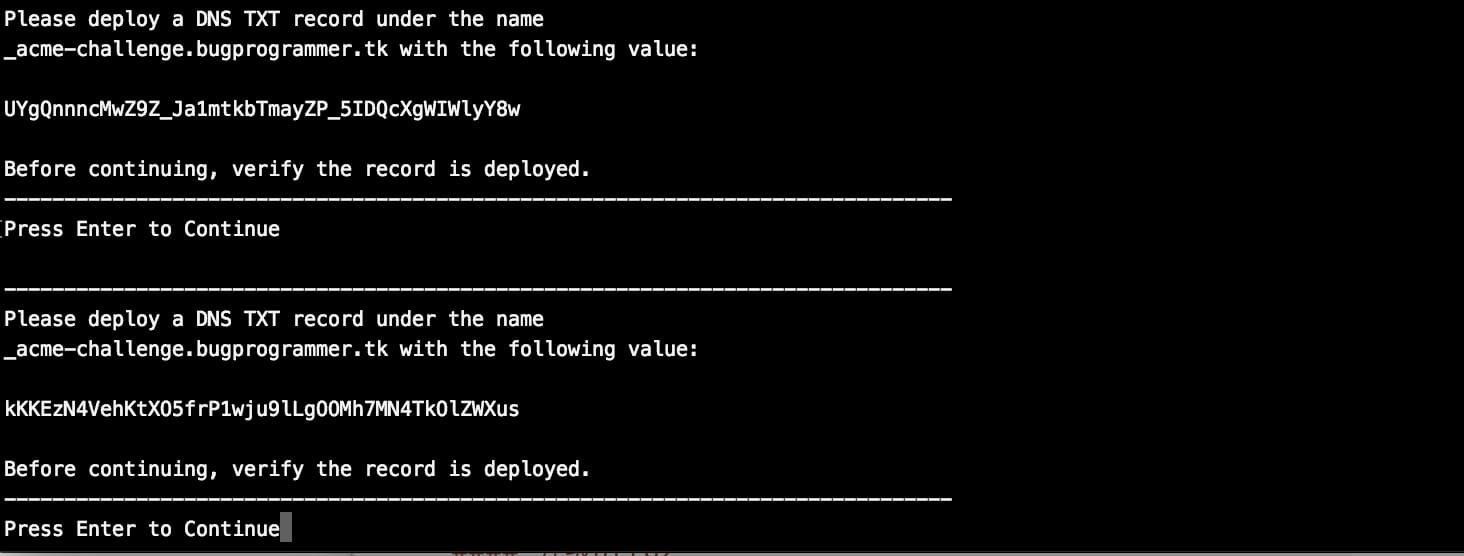 Please deploy a DNS TXT record under the name
_acme-challenge.bugprogrammer.tk with the following value:
UYgQnnncMwZ9Z_Ja1mtkbTmayZP_5IDQcXgWIWlyY8w
Before continuing, verify the record is deployed.
-------------------------------------------------------------------------------
Press Enter to Continue
-------------------------------------------------------------------------------
Please deploy a DNS TXT record under the name
_acme-challenge.bugprogrammer.tk with the following value:
kKKEzN4VehKtXO5frP1wju9lLgOOMh7MN4TkOlZWXus
Before continuing, verify the record is deployed.
-------------------------------------------------------------------------------
Press Enter to Continue